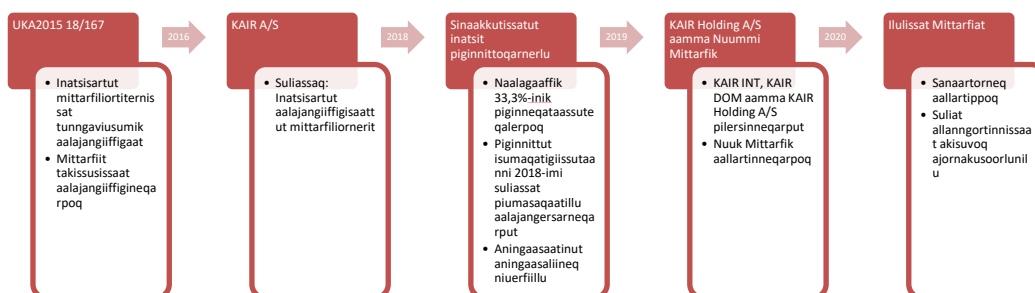 UKA2015 18/167
Inatsisartut
mittarfiliortiternis
sat
tunngaviusumik
aalajangiiffigaat
Mittarfiit
takissusissaat
aalajangiiffigineqa
rpoq
2016
KAIR A/S
Suliassaq:
Inatsisartut
aalajangiiffigisaatt
ut mittarfiliornerit
2018
Sinaakkutissatut
inatsit
piginnittoqarnerlu
Naalagaaffik
33,3%-inik
piginneqataassute
qalerpoq
Piginnittut
isumaqatigiissutaa
nni 2018-imi
suliassat
piumasaqaatillu
aalajangersarneqa
rput
Aningaasaatinut
aningaasaliineq
niuerfiillu
2019
KAIR Holding A/S
aamma Nuummi
Mittarfik
KAIR INT, KAIR
DOM aamma KAIR
Holding A/S
pilersinneqarput
Nuuk Mittarfik
aallartinneqarpoq
2020
Ilulissat Mittarfiat
Sanaartorneq
aallartippoq
Suliat
allanngortinnissaa
t akisuvoq
ajornakusoorlunil
u